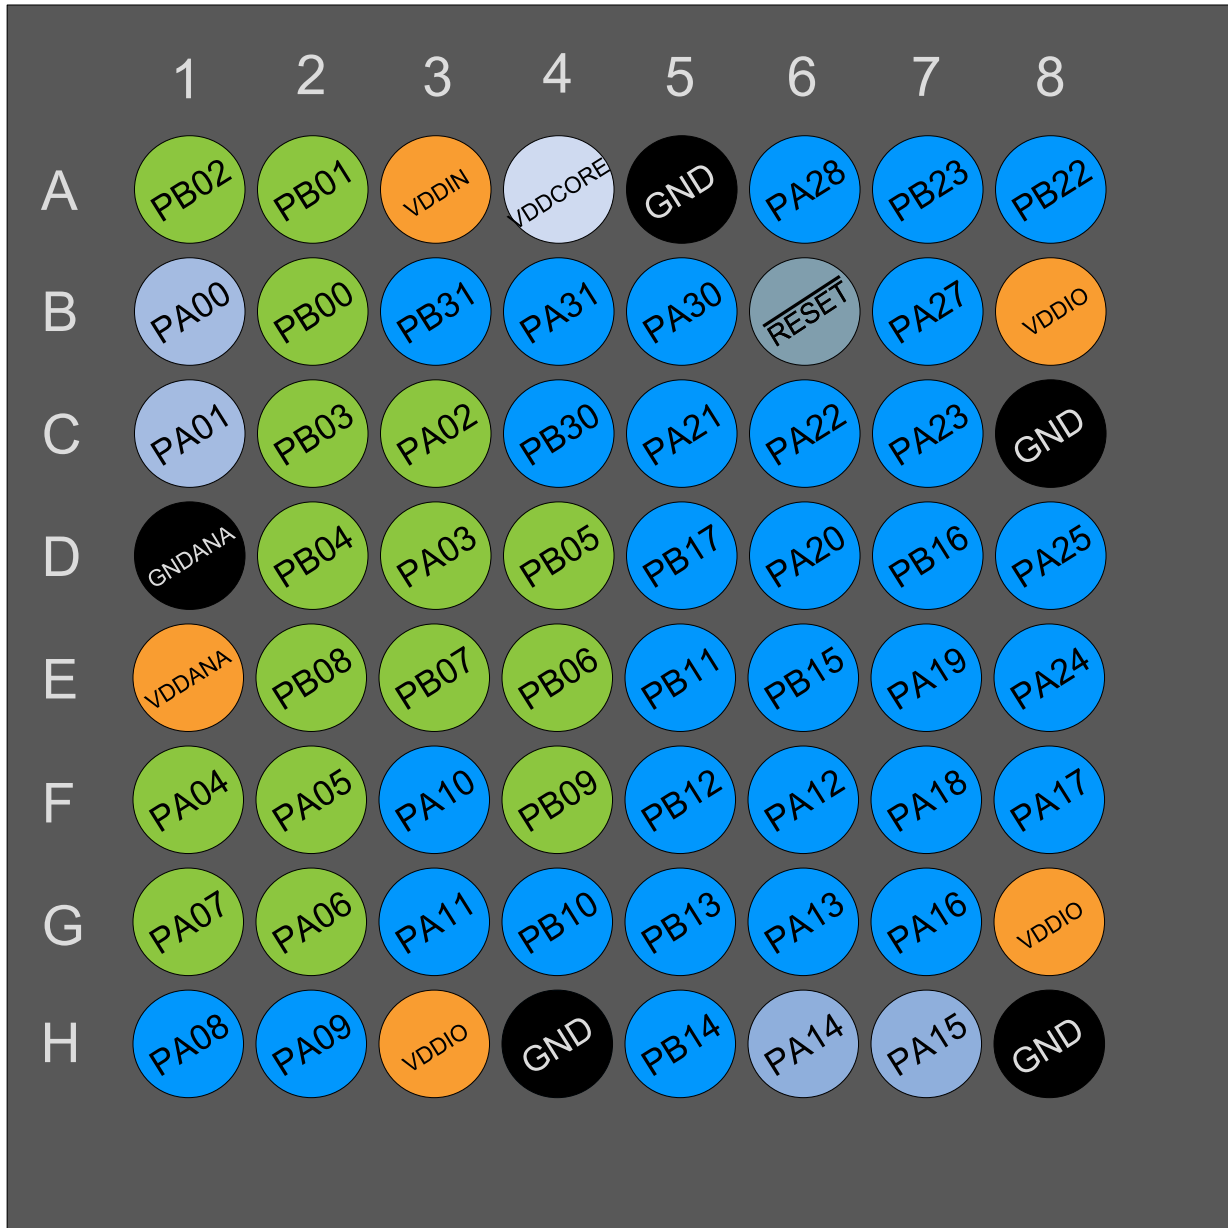 1 2 3 4 5 6 7 8
A PB02 PB01 VDDIN VDDCORE GND PA28 PB23 PB22
B PA00 PB00 PB31 PA31 PA30 RESET PA27 VDDIO
C PA01 PB03 PA02 PB30 PA21 PA22 PA23 GND
D GNDANA PB04 PA03 PB05 PB17 PA20 PB16 PA25
E VDDANA PB08 PB07 PB06 PB11 PB15 PA19 PA24
F PA04 PA05 PA10 PB09 PB12 PA12 PA18 PA17
G PA07 PA06 PA11 PB10 PB13 PA13 PA16 VDDIO
H PA08 PA09 VDDIO GND PB14 PA14 PA15 GND